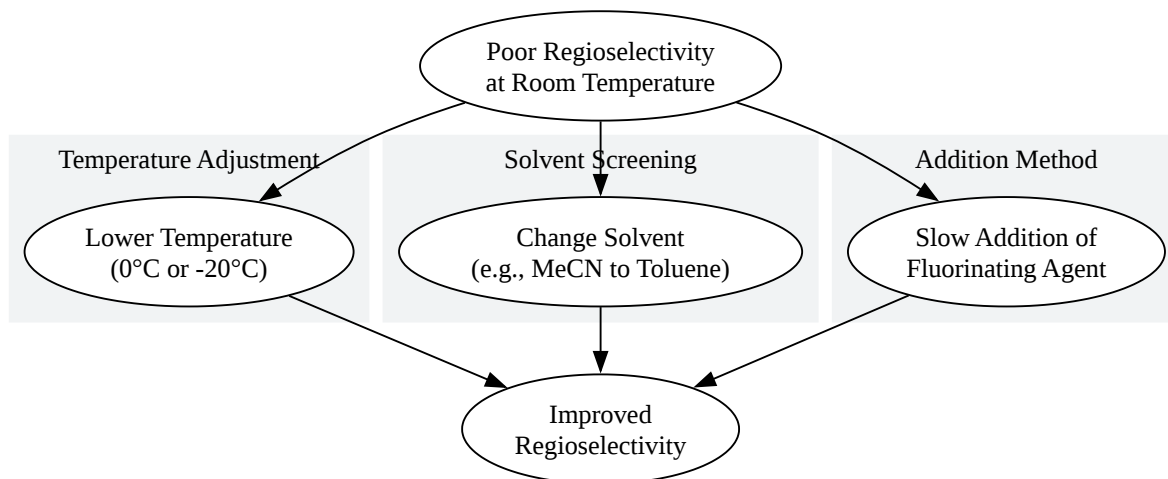 Poor Regioselectivity
at Room Temperature
Temperature Adjustment
Solvent Screening
Addition Method
Lower Temperature
(0°C or -20°C)
Change Solvent
(e.g., MeCN to Toluene)
Slow Addition of
Fluorinating Agent
Improved
Regioselectivity